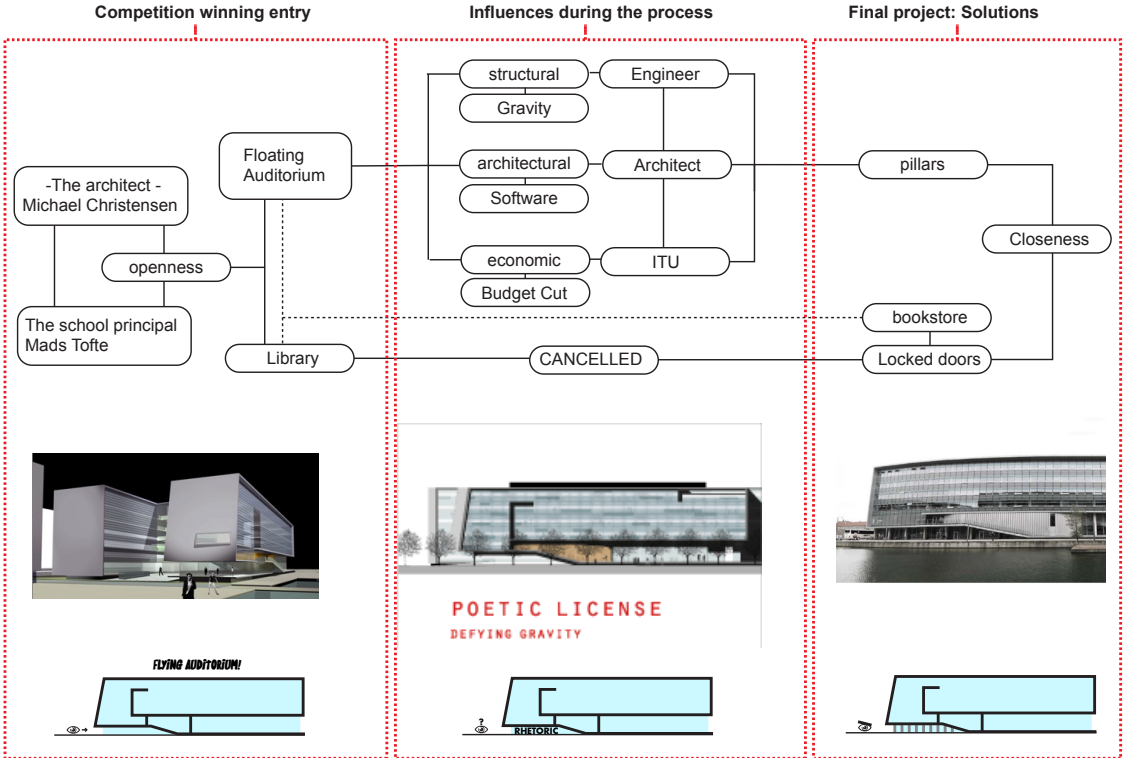 Competition winning entry
Influences during the process
Final project: Solutions
structural
Engineer
Gravity
Floating
Auditorium
architectural
Architect
pillars
Software
-The architect -
Michael Christensen
Closeness
openness
economic
ITU
Budget Cut
The school principal
Mads Tofte
bookstore
Library
CANCELLED
Locked doors
POETIC LICENSE
DEFYING GRAVITY
FLYING AUDITORIUM!
?
RHETORIC